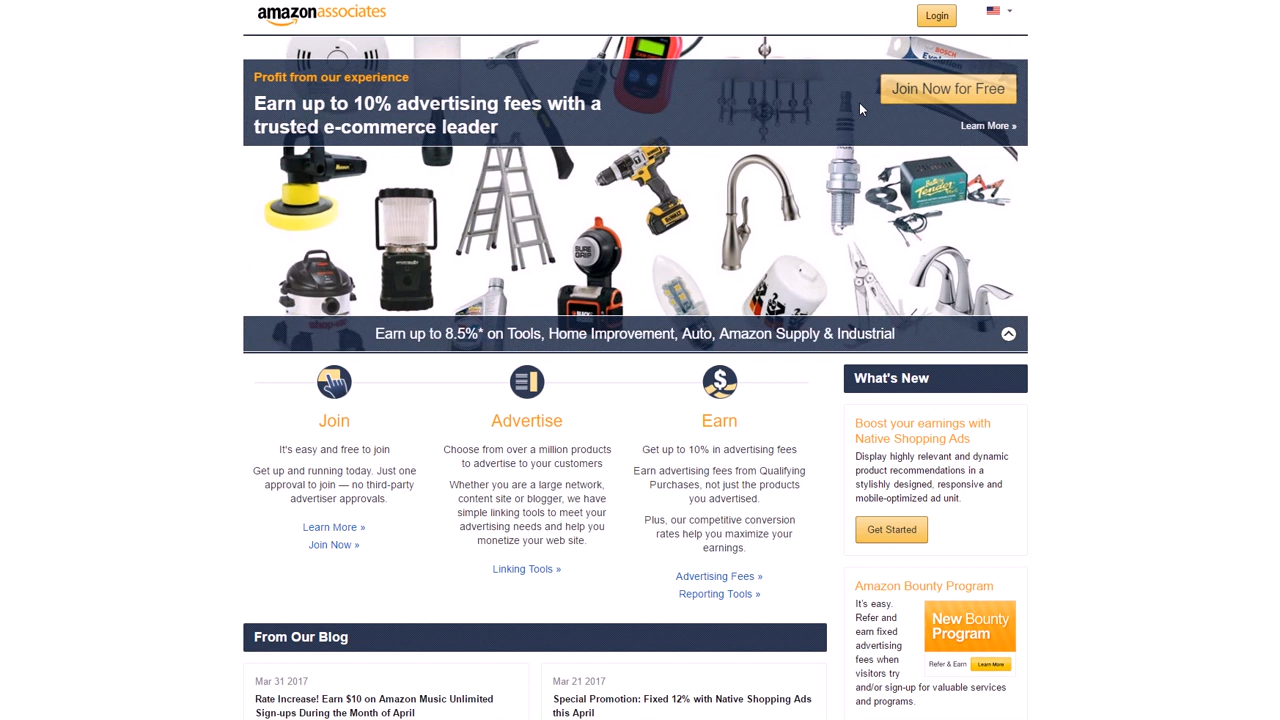 amazonassociates
Login
Profit from our experience
Earn up to 10% advertising fees with a
trusted e-commerce leader
Join Now for Free
Learn More »
BOSCH
Evolution
Battery
Tender
SURE
GRIP
shop-vac
Earn up to 8.5%* on Tools, Home Improvement, Auto, Amazon Supply & Industrial
Join
It's easy and free to join
Get up and running today. Just one
approval to join — no third-party
advertiser approvals.
Learn More »
Join Now »
Advertise
Choose from over a million products
to advertise to your customers
Whether you are a large network,
content site or blogger, we have
simple linking tools to meet your
advertising needs and help you
monetize your web site.
Linking Tools »
Earn
Get up to 10% in advertising fees
Earn advertising fees from Qualifying
Purchases, not just the products
you advertised.
Plus, our competitive conversion
rates help you maximize your
earnings.
Advertising Fees »
Reporting Tools »
What's New
Boost your earnings with
Native Shopping Ads
Display highly relevant and dynamic
product recommendations in a
stylishly designed, responsive and
mobile-optimized ad unit.
Get Started
Amazon Bounty Program
It's easy.
Refer and
earn fixed
advertising
fees when
visitors try
and/or sign-up for valuable services
and programs.
New Bounty
Program
Refer & Earn
Learn More
From Our Blog
Mar 31 2017
Rate Increase! Earn $10 on Amazon Music Unlimited
Sign-ups During the Month of April
Mar 21 2017
Special Promotion: Fixed 12% with Native Shopping Ads
this April